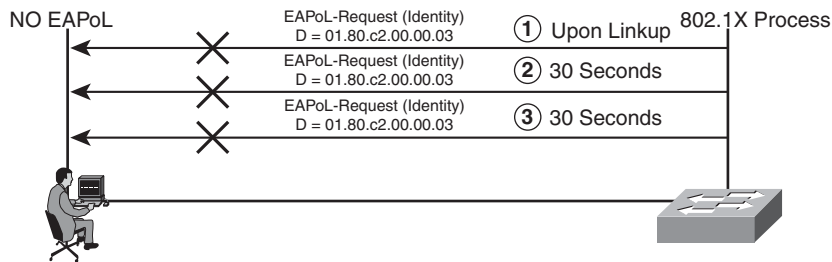 NO EAPoL
802.1X Process
EAPoL-Request (Identity)
D = 01.80.c2.00.00.03
1 Upon Linkup
EAPoL-Request (Identity)
D = 01.80.c2.00.00.03
2 30 Seconds
EAPoL-Request (Identity)
D = 01.80.c2.00.00.03
3 30 Seconds